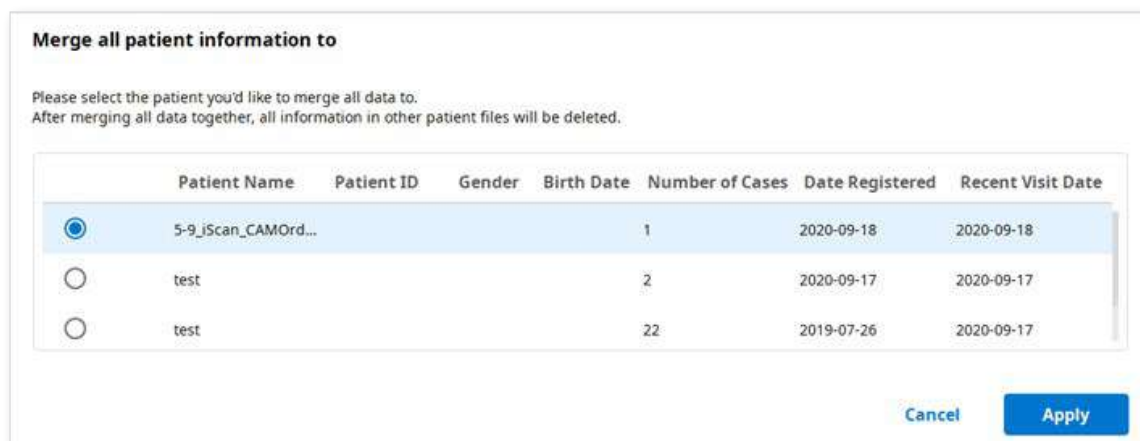 Merge all patient information to
Please select the patient you'd like to merge all data to.
After merging all data together, all information in other patient files will be deleted.
Patient Name Patient ID Gender Birth Date Number of Cases Date Registered Recent Visit Date
5-9_iScan_CAMOrd... 1 2020-09-18 2020-09-18
test 2 2020-09-17 2020-09-17
test 22 2019-07-26 2020-09-17
Cancel Apply